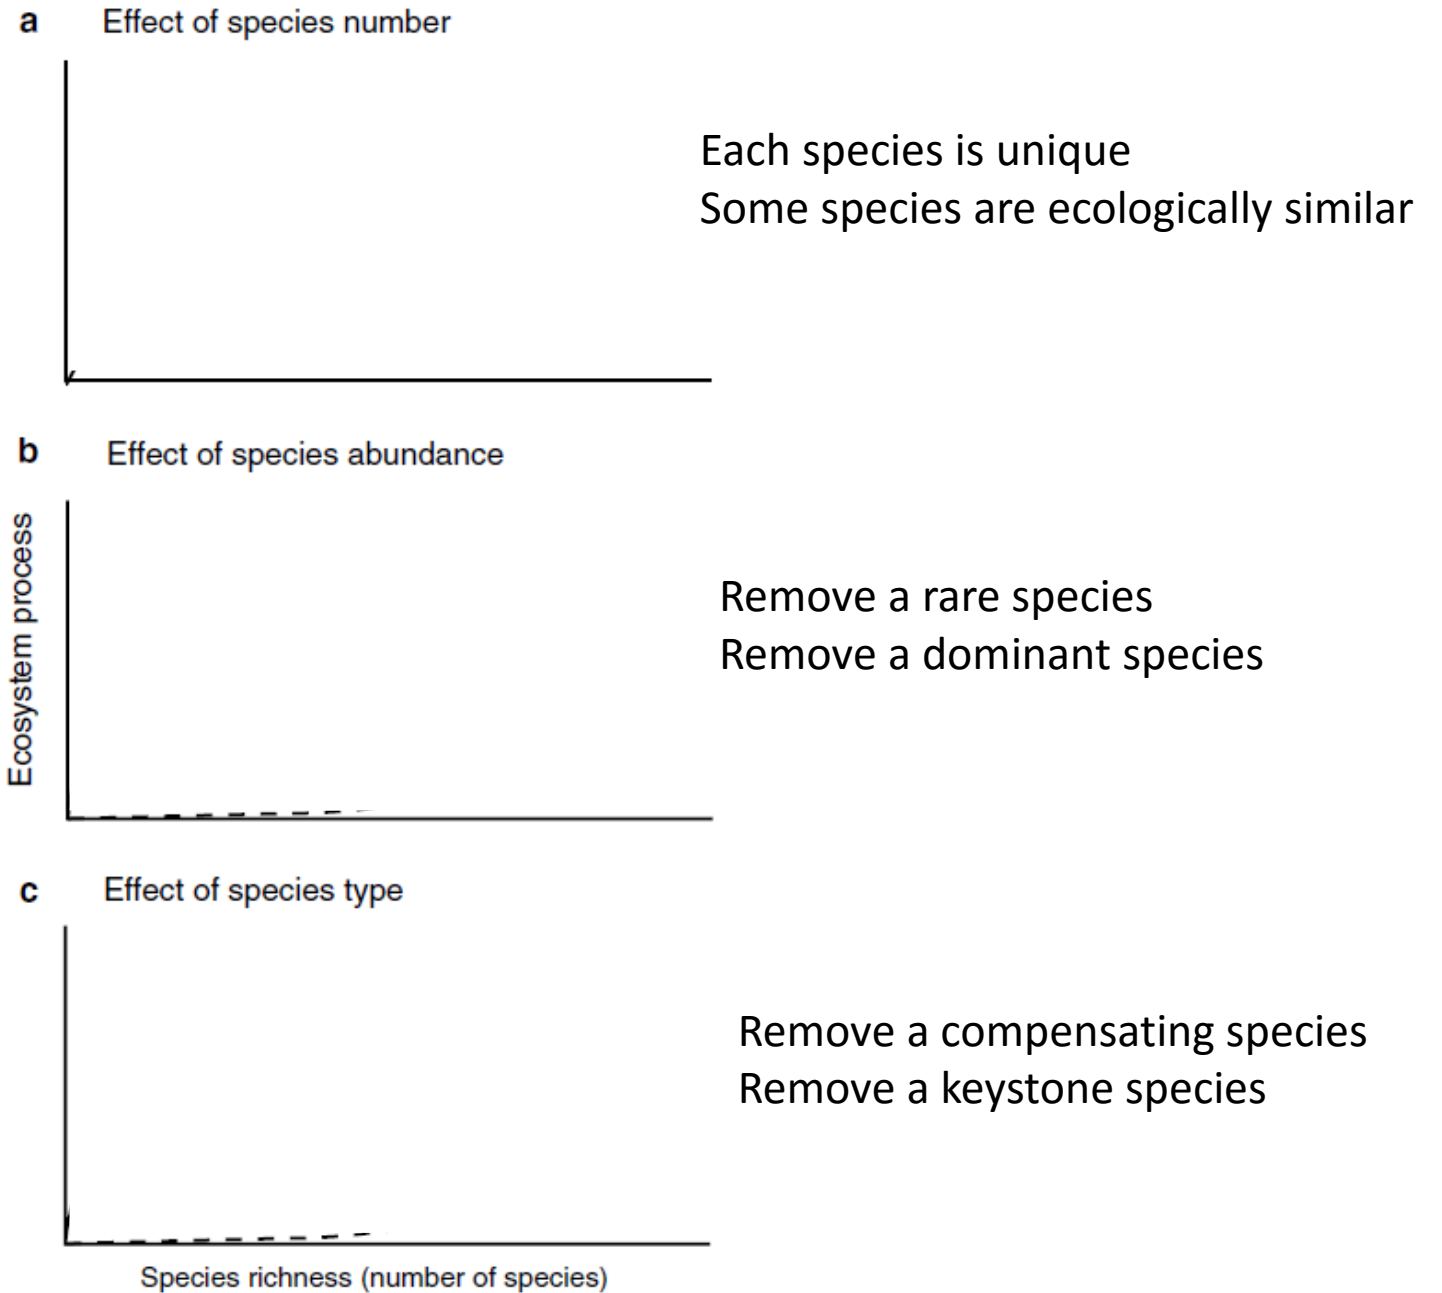 a Effect of species number
Each species is unique
Some species are ecologically similar
b Effect of species abundance
Ecosystem process
Remove a rare species
Remove a dominant species
c Effect of species type
Remove a compensating species
Remove a keystone species
Species richness (number of species)